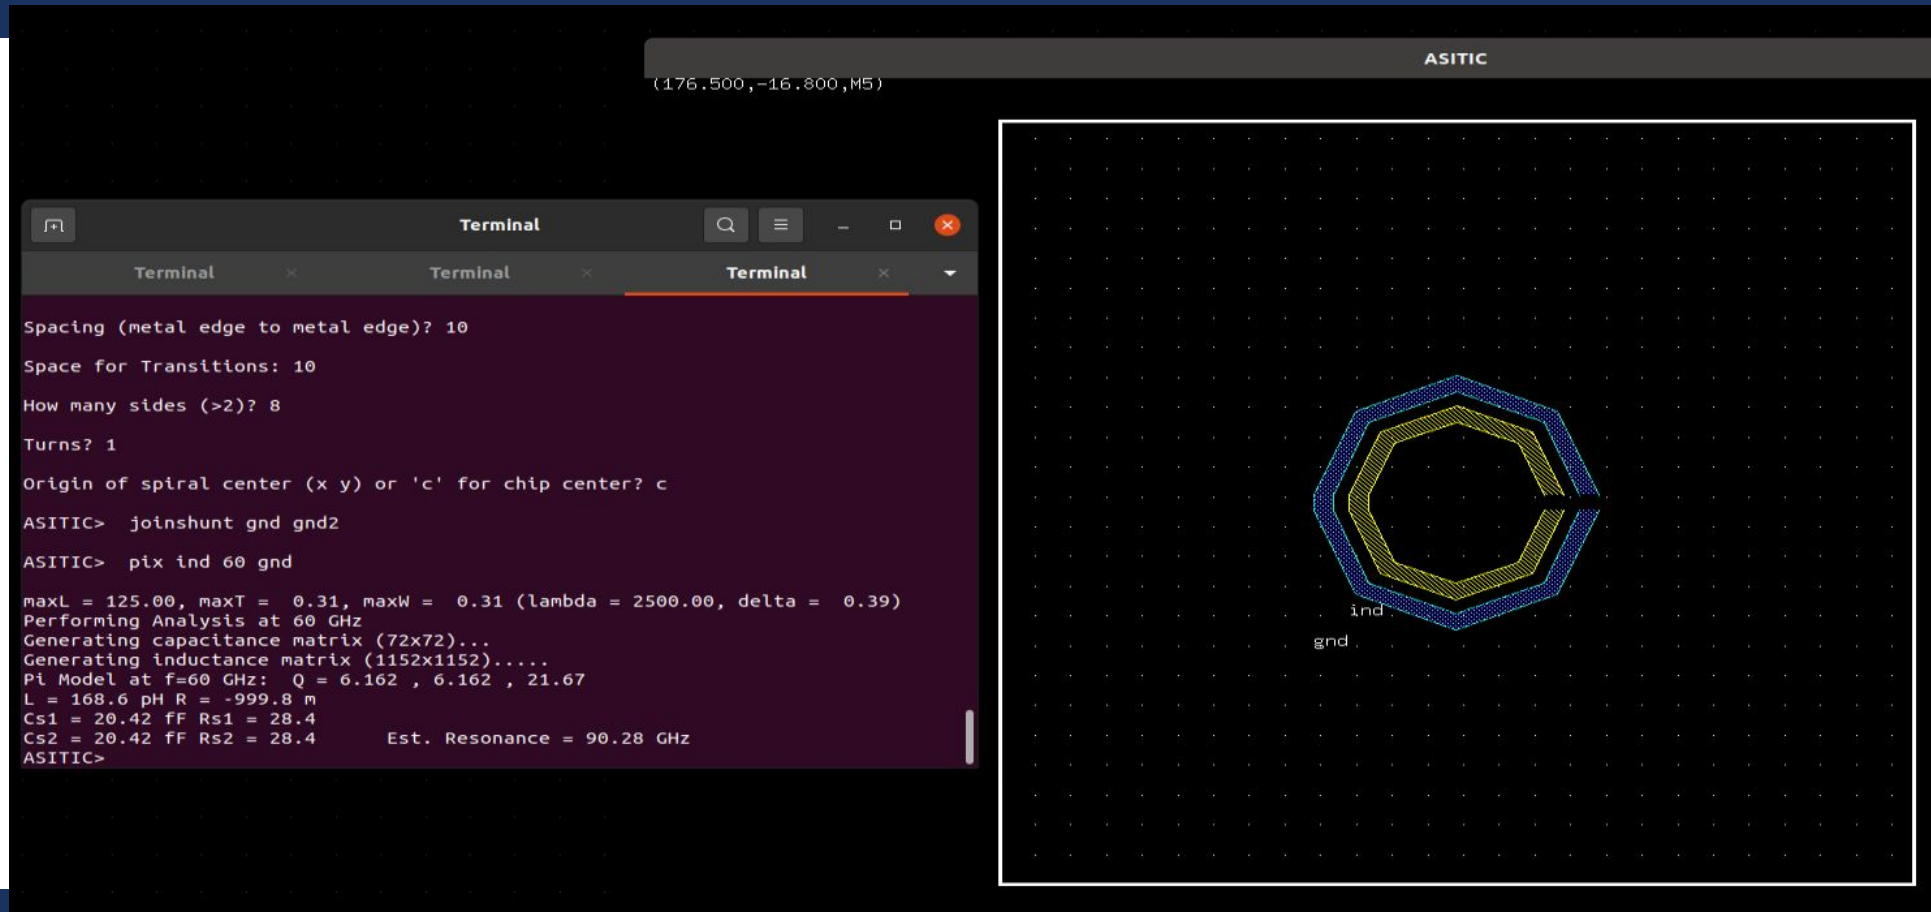 ASITIC
(176.500,-16.800,M5)
Terminal
Terminal
Terminal
Terminal
Spacing (metal edge to metal edge)? 10
Space for Transitions: 10
How many sides (>2)? 8
Turns? 1
Origin of spiral center (x y) or 'c' for chip center? c
ASITIC>  joinshunt gnd gnd2
ASITIC>  pix ind 60 gnd
maxL = 125.00, maxT =  0.31, maxW =  0.31 (lambda = 2500.00, delta =  0.39)
Performing Analysis at 60 GHz
Generating capacitance matrix (72x72)...
Generating inductance matrix (1152x1152).....
Pi Model at f=60 GHz:  Q = 6.162 , 6.162 , 21.67
L = 168.6 pH R = -999.8 m
Cs1 = 20.42 fF Rs1 = 28.4
Cs2 = 20.42 fF Rs2 = 28.4       Est. Resonance = 90.28 GHz
ASITIC>
ind
gnd